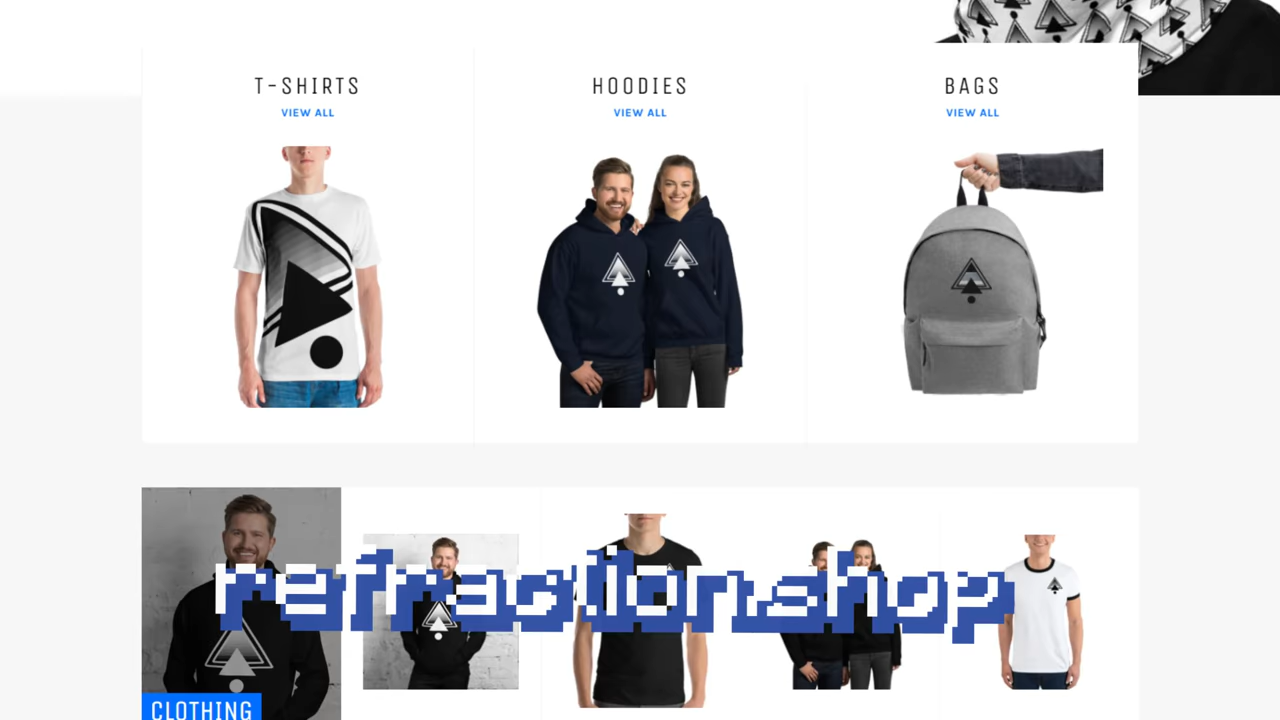 T-SHIRTS
VIEW ALL
HOODIES
VIEW ALL
BAGS
VIEW ALL
refractionshop
CLOTHING